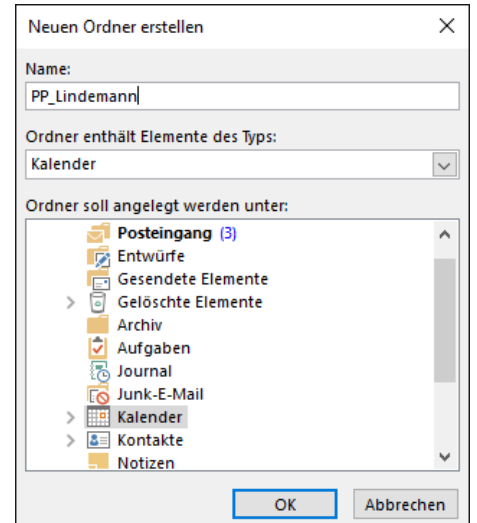 Neuen Ordner erstellen
Name:
PP_Lindemann
Ordner enthält Elemente des Typs:
Kalender
Ordner soll angelegt werden unter:
Posteingang (3)
Entwürfe
Gesendete Elemente
Gelöschte Elemente
Archiv
Aufgaben
Journal
Junk-E-Mail
Kalender
Kontakte
Notizen
OK Abbrechen